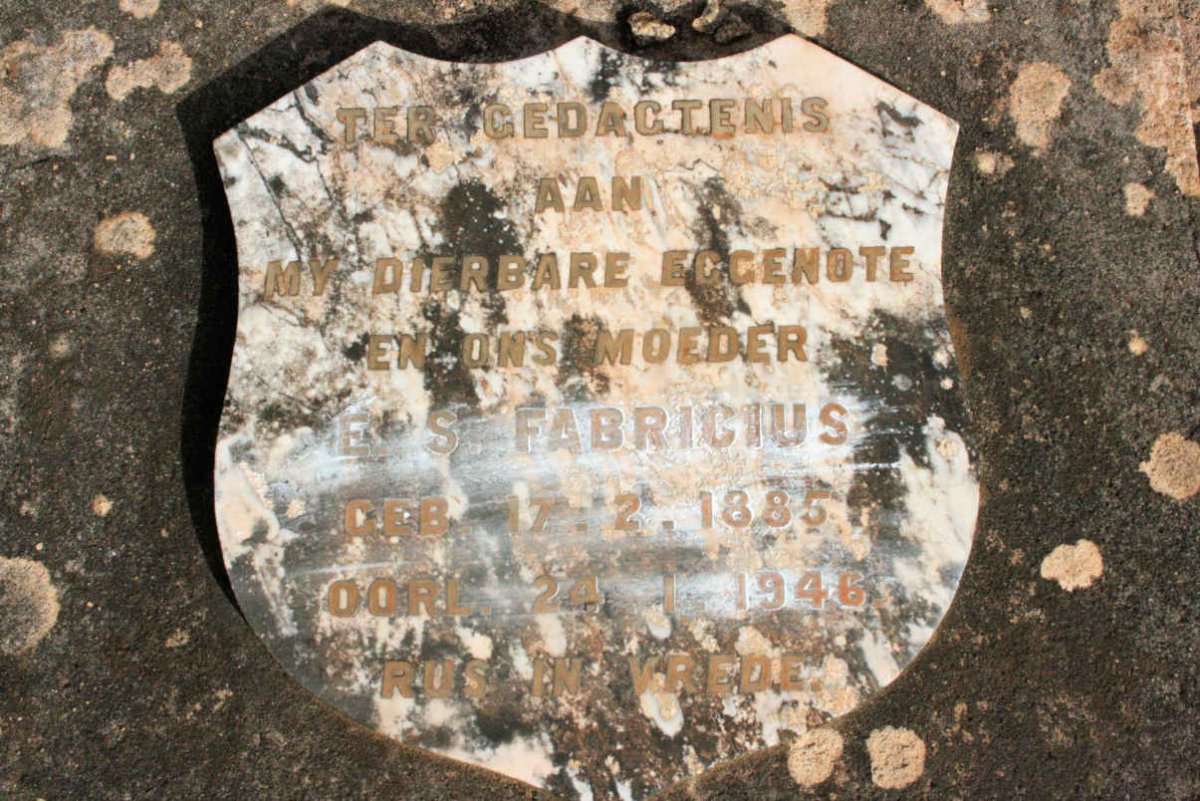 TER GEDAGTENIS
AAN
MY DIERBARE EGGENOTE
EN ONS MOEDER
E. S. FABRICIUS
GEB. 17. 2. 1885
OORL. 24 1. 1946.
RUS IN VREDE.